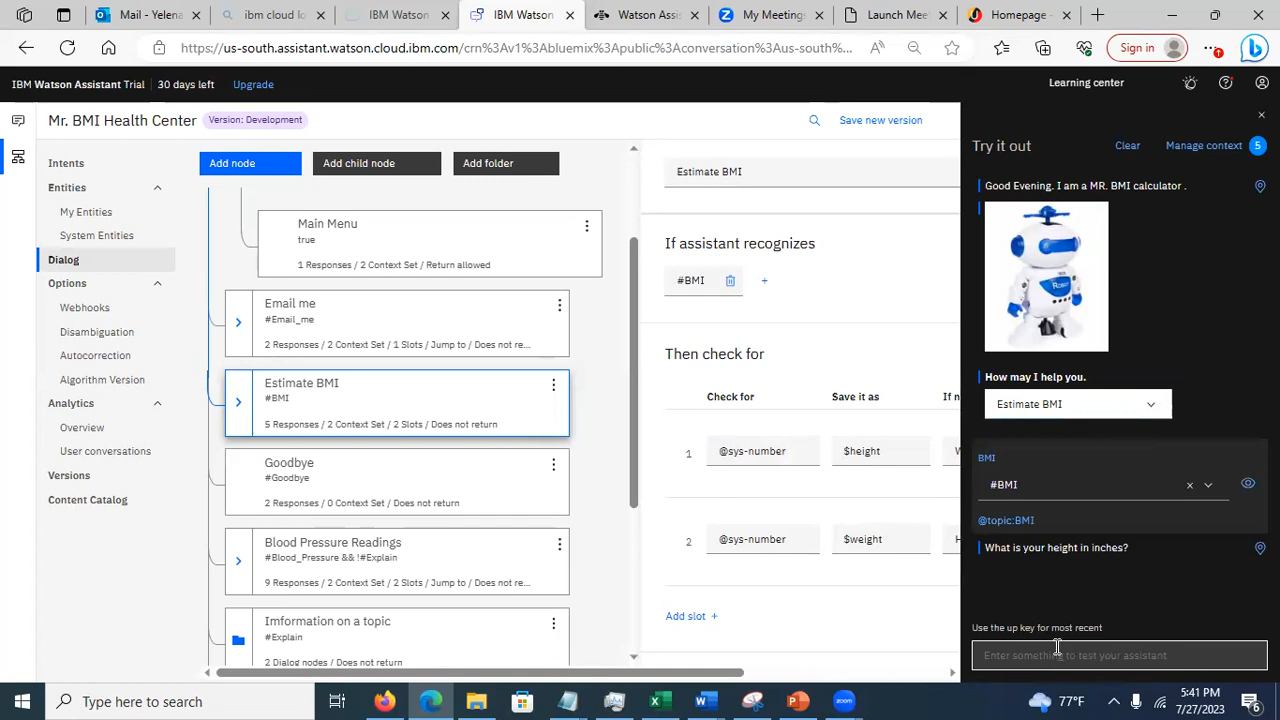 Mail - Yelena
ibm cloud lo
IBM Watson
IBM Watson
Watson Assi
My Meeting
Launch Mee
Homepage -
https://us-south.assistant.watson.cloud.ibm.com/crn%3Av1%3Abluemix%3Apublic%3Aconversation%3Aus-south%...
Sign in
IBM Watson Assistant Trial
30 days left
Upgrade
Learning center
Mr. BMI Health Center
Version: Development
Save new version
Intents
Entities
My Entities
System Entities
Dialog
Options
Webhooks
Disambiguation
Autocorrection
Algorithm Version
Analytics
Overview
User conversations
Versions
Content Catalog
Add node
Add child node
Add folder
Main Menu
true
1 Responses / 2 Context Set / Return allowed
Email me
#Email_me
2 Responses / 2 Context Set / 1 Slots / Jump to / Does not re...
Estimate BMI
#BMI
5 Responses / 2 Context Set / 2 Slots / Does not return
Goodbye
#Goodbye
2 Responses / 0 Context Set / Does not return
Blood Pressure Readings
#Blood_Pressure && !#Explain
9 Responses / 2 Context Set / 2 Slots / Jump to / Does not re...
Imformation on a topic
#Explain
2 Dialog nodes / Does not return
Estimate BMI
If assistant recognizes
#BMI
Then check for
Check for
Save it as
If n
1
@sys-number
$height
2
@sys-number
$weight
H
Add slot +
Try it out
Clear
Manage context
5
Good Evening. I am a MR. BMI calculator .
How may I help you.
Estimate BMI
BMI
#BMI
@topic:BMI
What is your height in inches?
Use the up key for most recent
Enter something to test your assistant
Type here to search
77°F
5:41 PM
7/27/2023
6